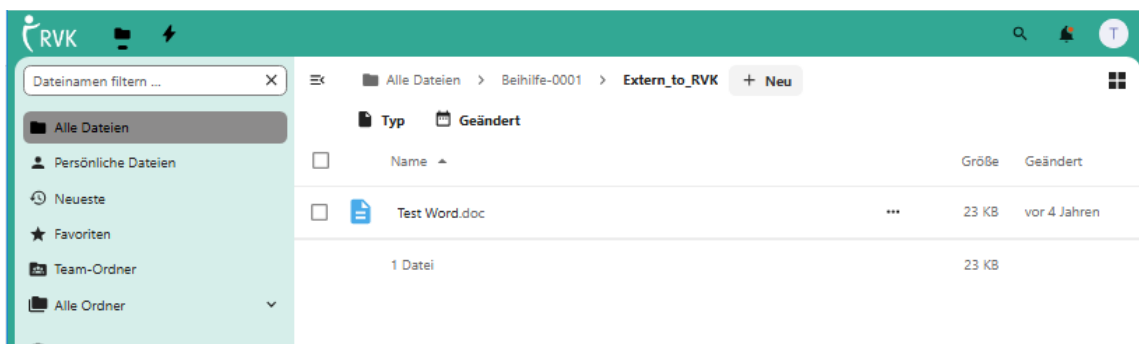 RVK
T
Dateinamen filtern ...
Alle Dateien > Beihilfe-0001 > Extern_to_RVK + Neu
Alle Dateien
Typ Geändert
Persönliche Dateien
Name Größe Geändert
Neueste
Test Word.doc ... 23 KB vor 4 Jahren
Favoriten
Team-Ordner
1 Datei 23 KB
Alle Ordner